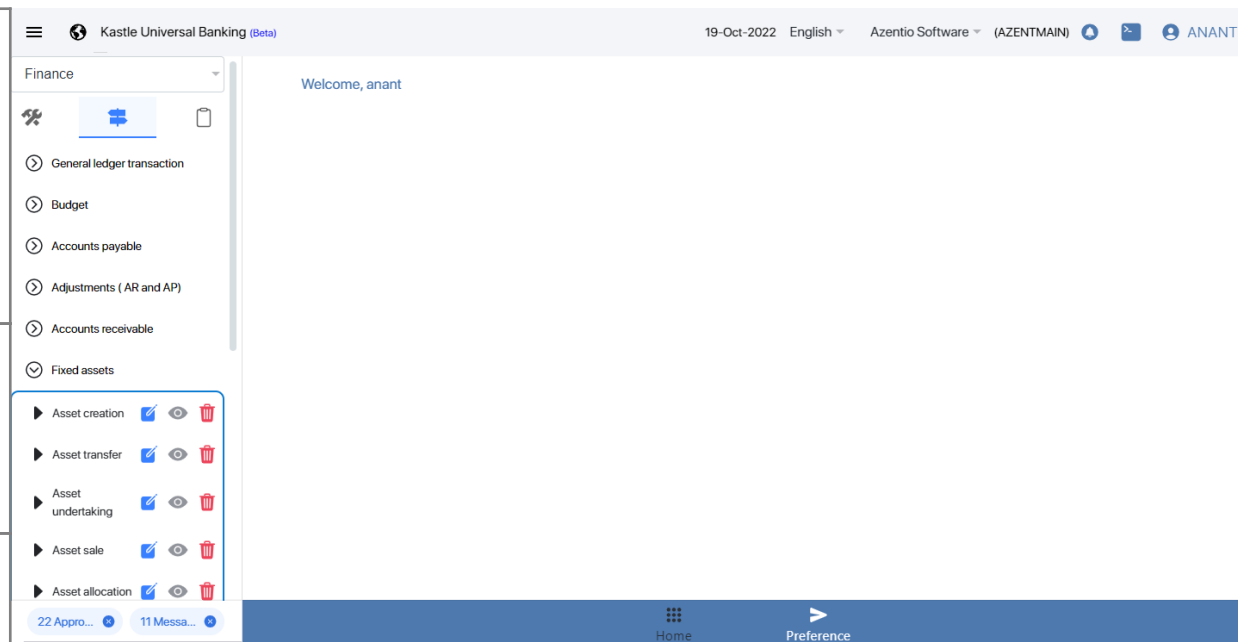 Kastle Universal Banking (Beta)
19-Oct-2022 English Azentio Software (AZENTMAIN) ANANT
Finance
Welcome, anant
General ledger transaction
Budget
Accounts payable
Adjustments ( AR and AP)
Accounts receivable
Fixed assets
Asset creation
Asset transfer
Asset
undertaking
Asset sale
Asset allocation
22 Appro...
11 Messa...
Home
Preference